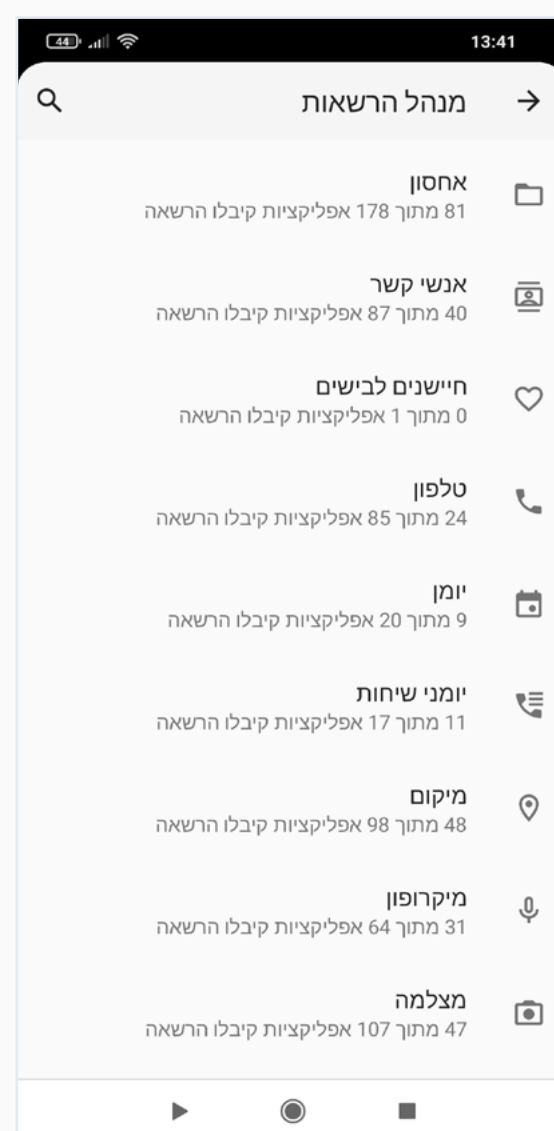 44
13:41
מנהל הרשאות
אחסון
81 מתוך 178 אפליקציות קיבלו הרשאה
אנשי קשר
40 מתוך 87 אפליקציות קיבלו הרשאה
חיישנים לבישים
0 מתוך 1 אפליקציות קיבלו הרשאה
טלפון
24 מתוך 85 אפליקציות קיבלו הרשאה
יומן
9 מתוך 20 אפליקציות קיבלו הרשאה
יומני שיחות
11 מתוך 17 אפליקציות קיבלו הרשאה
מיקום
48 מתוך 98 אפליקציות קיבלו הרשאה
מיקרופון
31 מתוך 64 אפליקציות קיבלו הרשאה
מצלמה
47 מתוך 107 אפליקציות קיבלו הרשאה